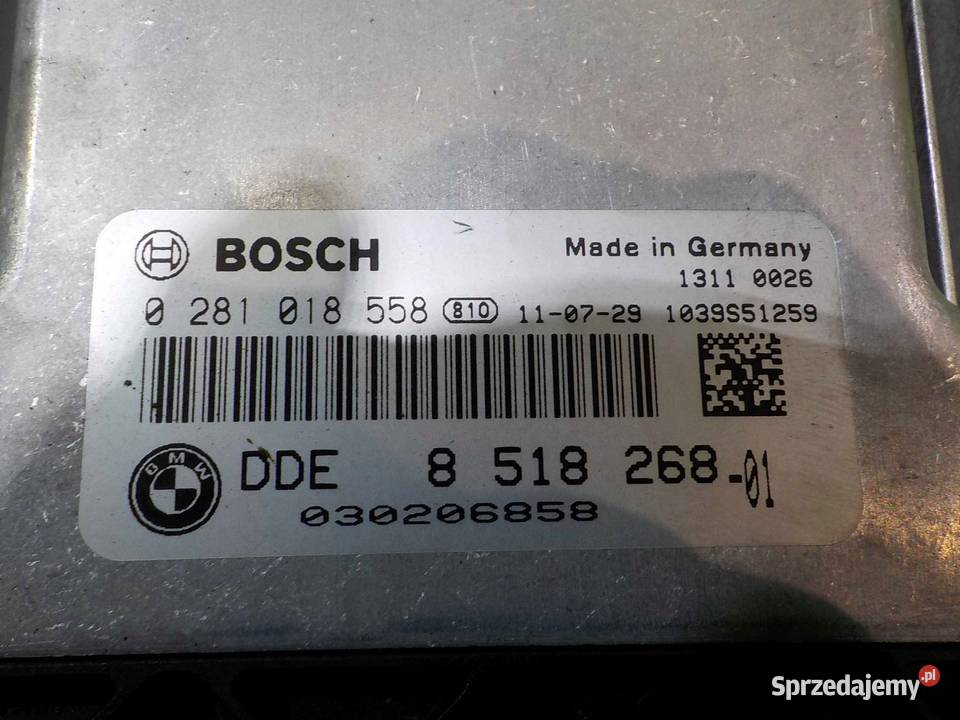 BOSCH
Made in Germany
1311 0026
0 281 018 558 810 11-07-29 1039S51259
BMW
DDE 8 518 268-01
030206858
Sprzedajemy.pl